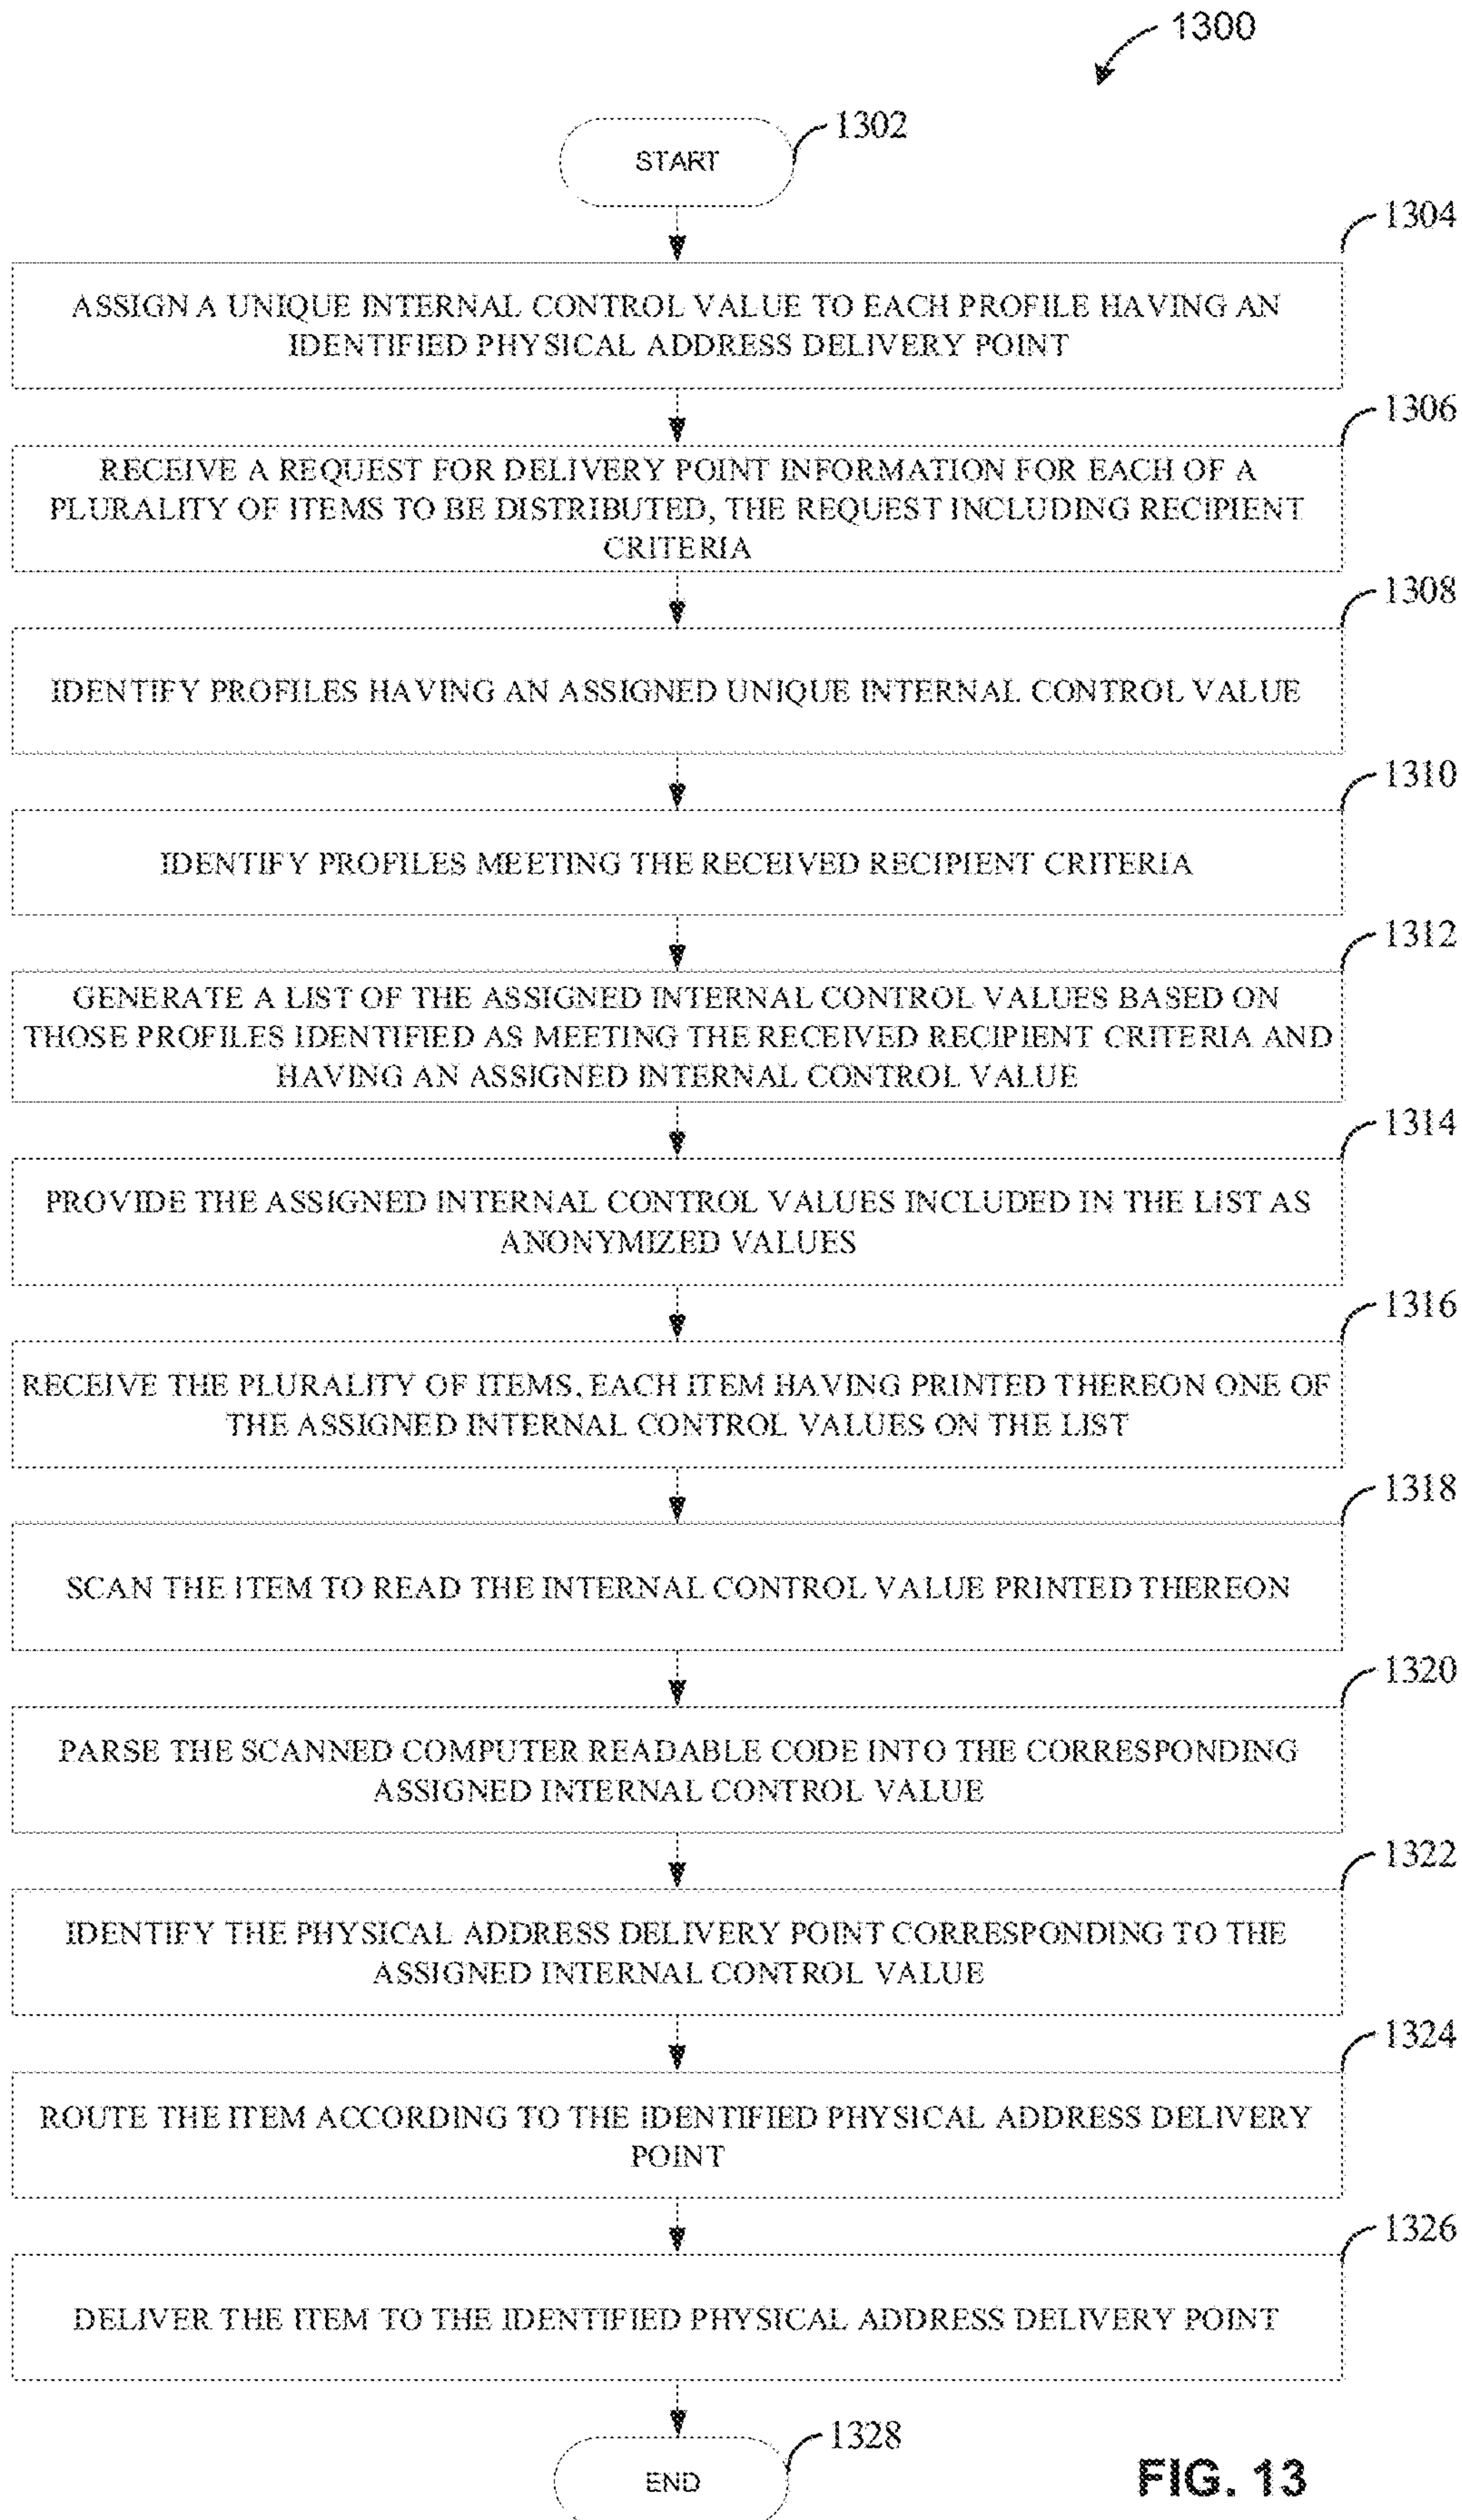 1300
1302
START
1304
ASSIGN A UNIQUE INTERNAL CONTROL VALUE TO EACH PROFILE HAVING AN
IDENTIFIED PHYSICAL ADDRESS DELIVERY POINT
1306
RECEIVE A REQUEST FOR DELIVERY POINT INFORMATION FOR EACH OF A
PLURALITY OF ITEMS TO BE DISTRIBUTED, THE REQUEST INCLUDING RECIPIENT
CRITERIA
1308
IDENTIFY PROFILES HAVING AN ASSIGNED UNIQUE INTERNAL CONTROL VALUE
1310
IDENTIFY PROFILES MEETING THE RECEIVED RECIPIENT CRITERIA
1312
GENERATE A LIST OF THE ASSIGNED INTERNAL CONTROL VALUES BASED ON
THOSE PROFILES IDENTIFIED AS MEETING THE RECEIVED RECIPIENT CRITERIA AND
HAVING AN ASSIGNED INTERNAL CONTROL VALUE
1314
PROVIDE THE ASSIGNED INTERNAL CONTROL VALUES INCLUDED IN THE LIST AS
ANONYMIZED VALUES
1316
RECEIVE THE PLURALITY OF ITEMS, EACH ITEM HAVING PRINTED THEREON ONE OF
THE ASSIGNED INTERNAL CONTROL VALUES ON THE LIST
1318
SCAN THE ITEM TO READ THE INTERNAL CONTROL VALUE PRINTED THEREON
1320
PARSE THE SCANNED COMPUTER READABLE CODE INTO THE CORRESPONDING
ASSIGNED INTERNAL CONTROL VALUE
1322
IDENTIFY THE PHYSICAL ADDRESS DELIVERY POINT CORRESPONDING TO THE
ASSIGNED INTERNAL CONTROL VALUE
1324
ROUTE THE ITEM ACCORDING TO THE IDENTIFIED PHYSICAL ADDRESS DELIVERY
POINT
1326
DELIVER THE ITEM TO THE IDENTIFIED PHYSICAL ADDRESS DELIVERY POINT
1328
END
FIG. 13